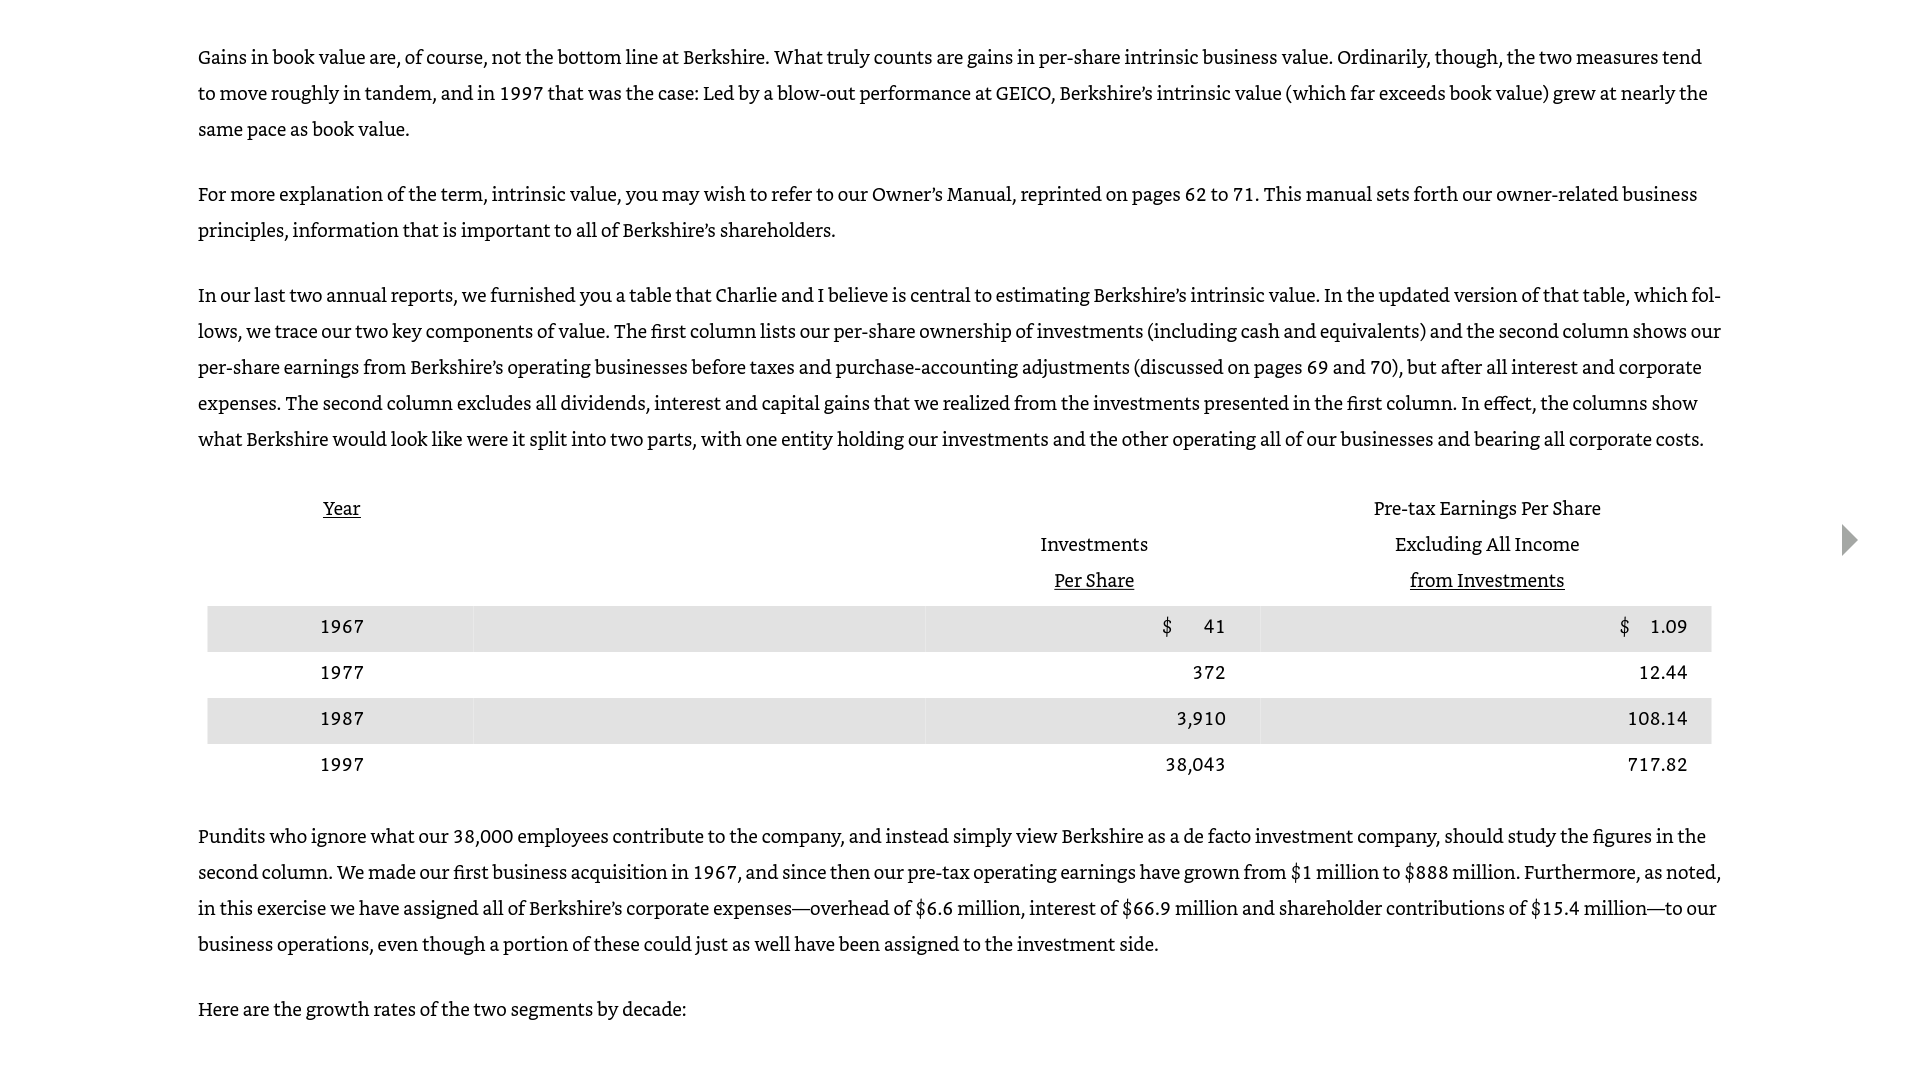 Gains in book value are, of course, not the bottom line at Berkshire. What truly counts are gains in per-share intrinsic business value. Ordinarily, though, the two measures tend
to move roughly in tandem, and in 1997 that was the case: Led by a blow-out performance at GEICO, Berkshire’s intrinsic value (which far exceeds book value) grew at nearly the
same pace as book value.
For more explanation of the term, intrinsic value, you may wish to refer to our Owner’s Manual, reprinted on pages 62 to 71. This manual sets forth our owner-related business
principles, information that is important to all of Berkshire’s shareholders.
In our last two annual reports, we furnished you a table that Charlie and I believe is central to estimating Berkshire’s intrinsic value. In the updated version of that table, which fol-
lows, we trace our two key components of value. The first column lists our per-share ownership of investments (including cash and equivalents) and the second column shows our
per-share earnings from Berkshire’s operating businesses before taxes and purchase-accounting adjustments (discussed on pages 69 and 70), but after all interest and corporate
expenses. The second column excludes all dividends, interest and capital gains that we realized from the investments presented in the first column. In effect, the columns show
what Berkshire would look like were it split into two parts, with one entity holding our investments and the other operating all of our businesses and bearing all corporate costs.
Year Pre-tax Earnings Per Share
Investments Excluding All Income
Per Share from Investments
1967 $ 41 $ 1.09
1977 372 12.44
1987 3,910 108.14
1997 38,043 717.82
Pundits who ignore what our 38,000 employees contribute to the company, and instead simply view Berkshire as a de facto investment company, should study the figures in the
second column. We made our first business acquisition in 1967, and since then our pre-tax operating earnings have grown from $1 million to $888 million. Furthermore, as noted,
in this exercise we have assigned all of Berkshire’s corporate expenses—overhead of $6.6 million, interest of $66.9 million and shareholder contributions of $15.4 million—to our
business operations, even though a portion of these could just as well have been assigned to the investment side.
Here are the growth rates of the two segments by decade: